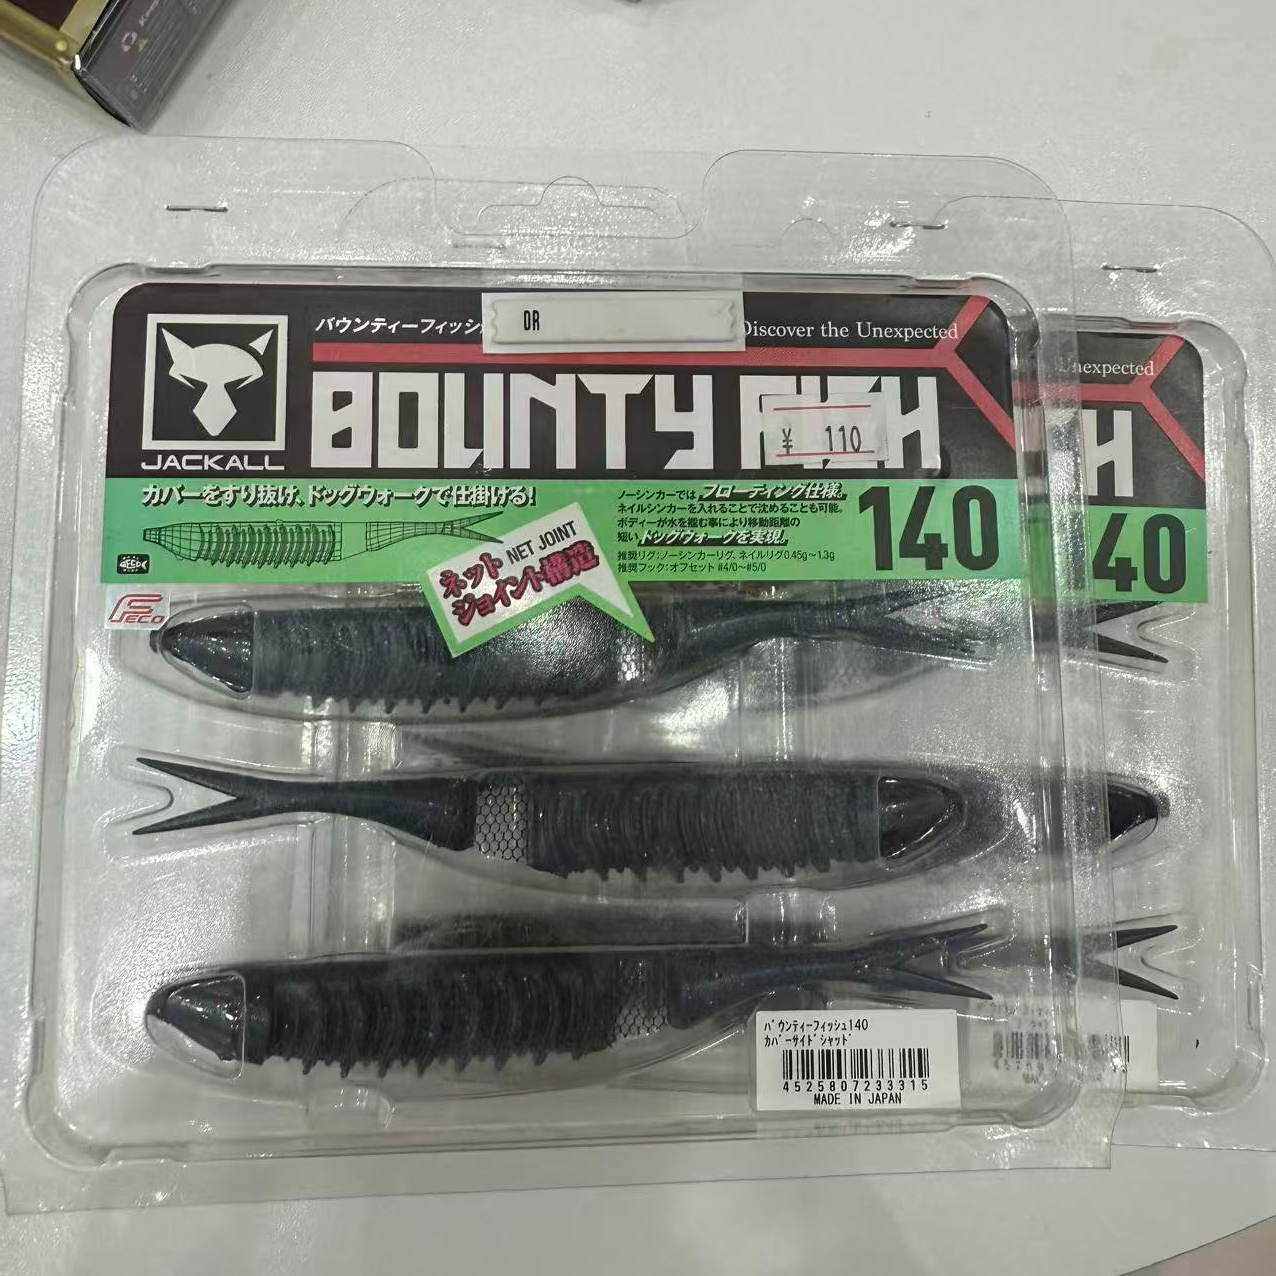 バウンティーフィッシ
DR
Discover the Unexpected
BOUNTY FISH
¥ 110
JACKALL
カバーをすり抜け、ドッグウォークで仕掛ける!
ノーシンカーではフローティング仕様。
ネイルシンカーを入れることで沈めることも可能。
ボディーが水を掴む事により移動距離の
短いドッグウォークを実現。
推奨リグ:ノーシンカーリグ、ネイルリグ0.45g〜1.3g
推奨フック:オフセット #4/0〜#5/0
140
ネット NET JOINT
ジョイント構造
FECO
バウンティーフィッシュ140
カバーサイドシャッド
4525807233315
MADE IN JAPAN
nexpected
H
40